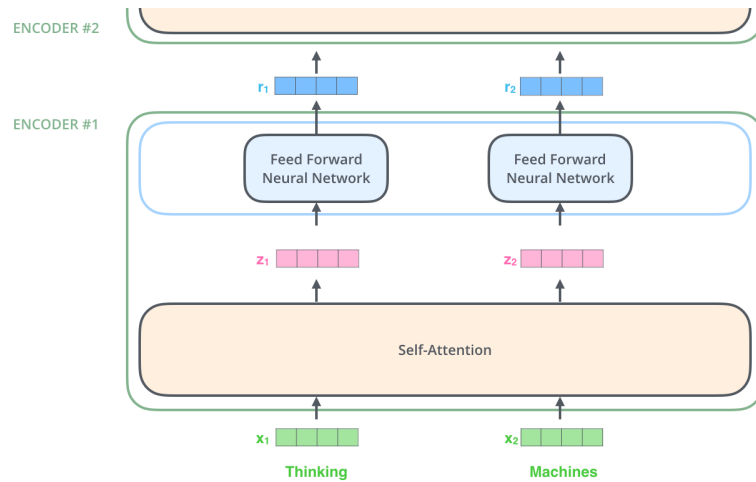 ENCODER #2
r₁ r₂
ENCODER #1
Feed Forward
Neural Network
Feed Forward
Neural Network
z₁ z₂
Self-Attention
x₁ x₂
Thinking Machines